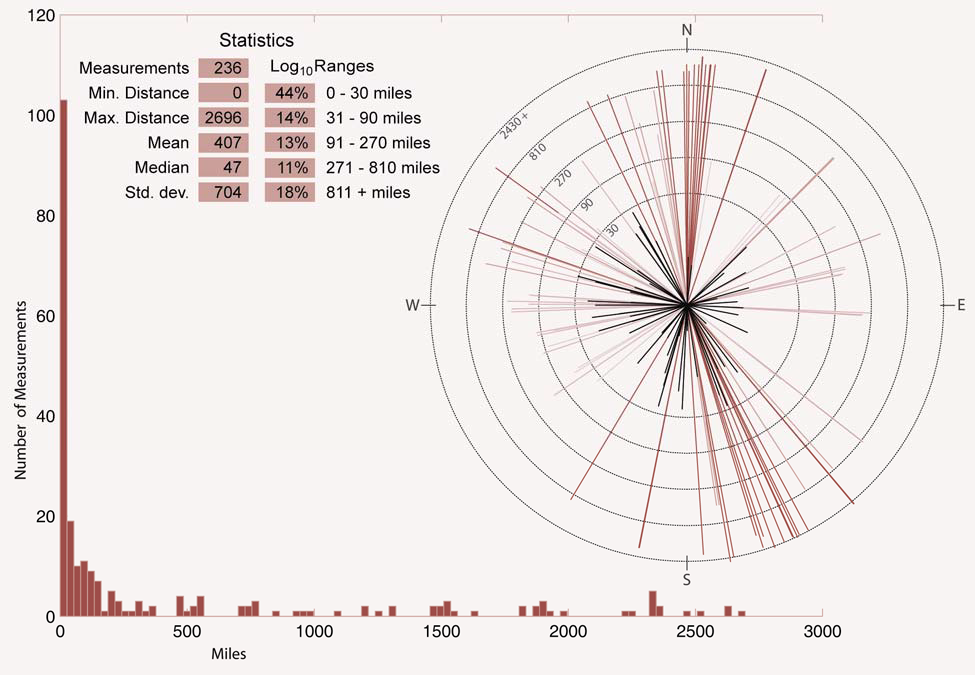 Statistics
Measurements 236
Log10Ranges
Min. Distance 0 44% 0 - 30 miles
Max. Distance 2696 14% 31 - 90 miles
Mean 407 13% 91 - 270 miles
Median 47 11% 271 - 810 miles
Std. dev. 704 18% 811 + miles
Number of Measurements
120
100
80
60
40
20
0
0 500 1000 1500 2000 2500 3000
Miles
N
W
E
S
2430+
810
270
90
30